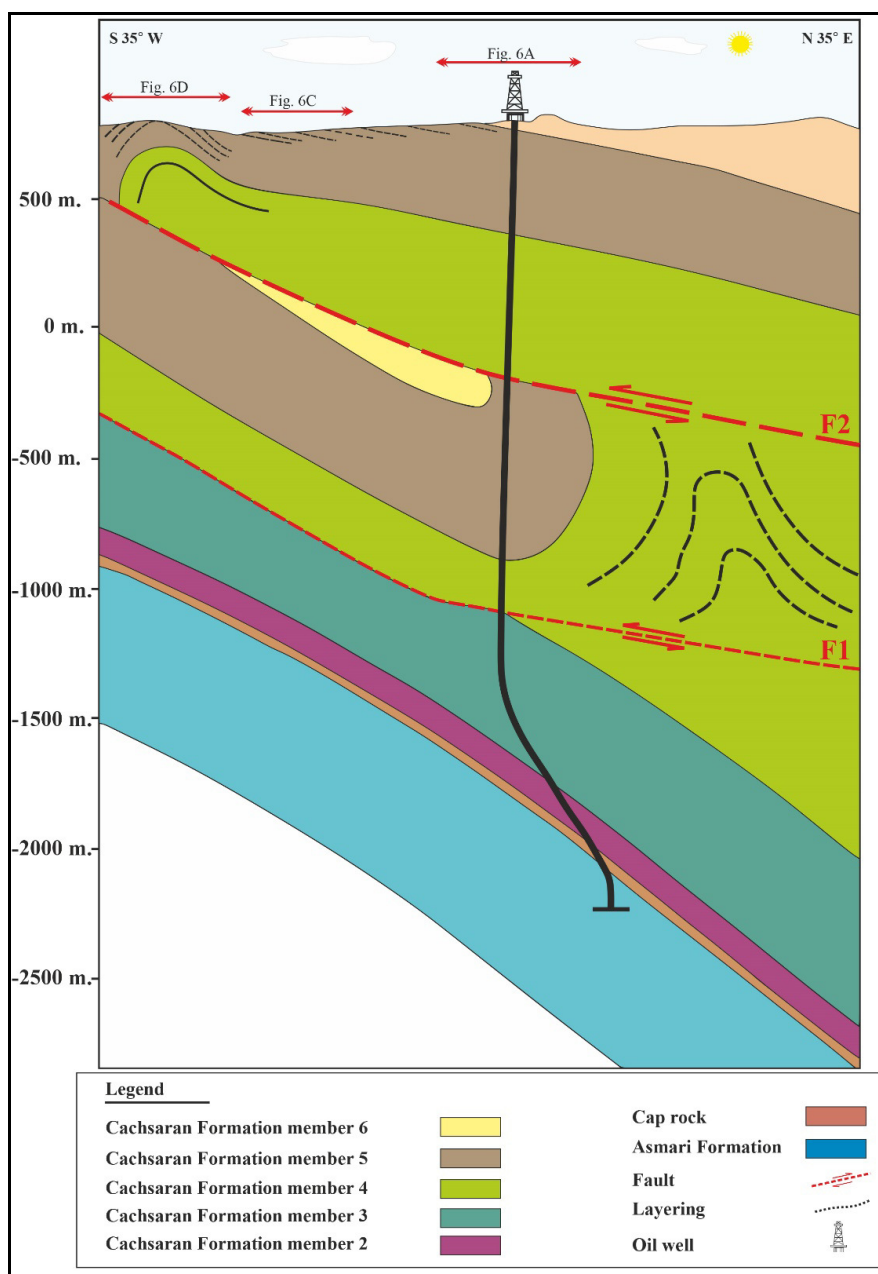 S 35° W
N 35° E
Fig. 6A
Fig. 6D
Fig. 6C
500 m.
0 m.
-500 m.
-1000 m.
-1500 m.
-2000 m.
-2500 m.
F2
F1
Legend
Cachsaran Formation member 6
Cachsaran Formation member 5
Cachsaran Formation member 4
Cachsaran Formation member 3
Cachsaran Formation member 2
Cap rock
Asmari Formation
Fault
Layering
Oil well